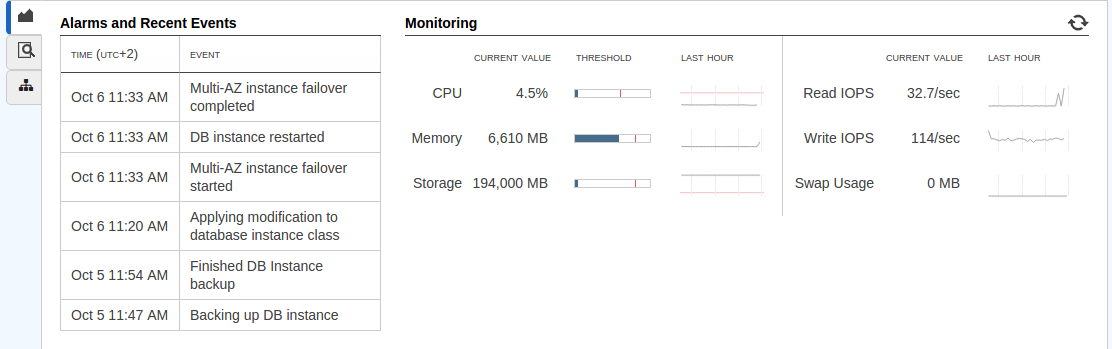 Alarms and Recent Events
TIME (UTC+2) EVENT
Oct 6 11:33 AM Multi-AZ instance failover
completed
Oct 6 11:33 AM DB instance restarted
Oct 6 11:33 AM Multi-AZ instance failover
started
Oct 6 11:20 AM Applying modification to
database instance class
Oct 5 11:54 AM Finished DB Instance
backup
Oct 5 11:47 AM Backing up DB instance
Monitoring
CURRENT VALUE THRESHOLD LAST HOUR
CPU 4.5%
Memory 6,610 MB
Storage 194,000 MB
CURRENT VALUE LAST HOUR
Read IOPS 32.7/sec
Write IOPS 114/sec
Swap Usage 0 MB